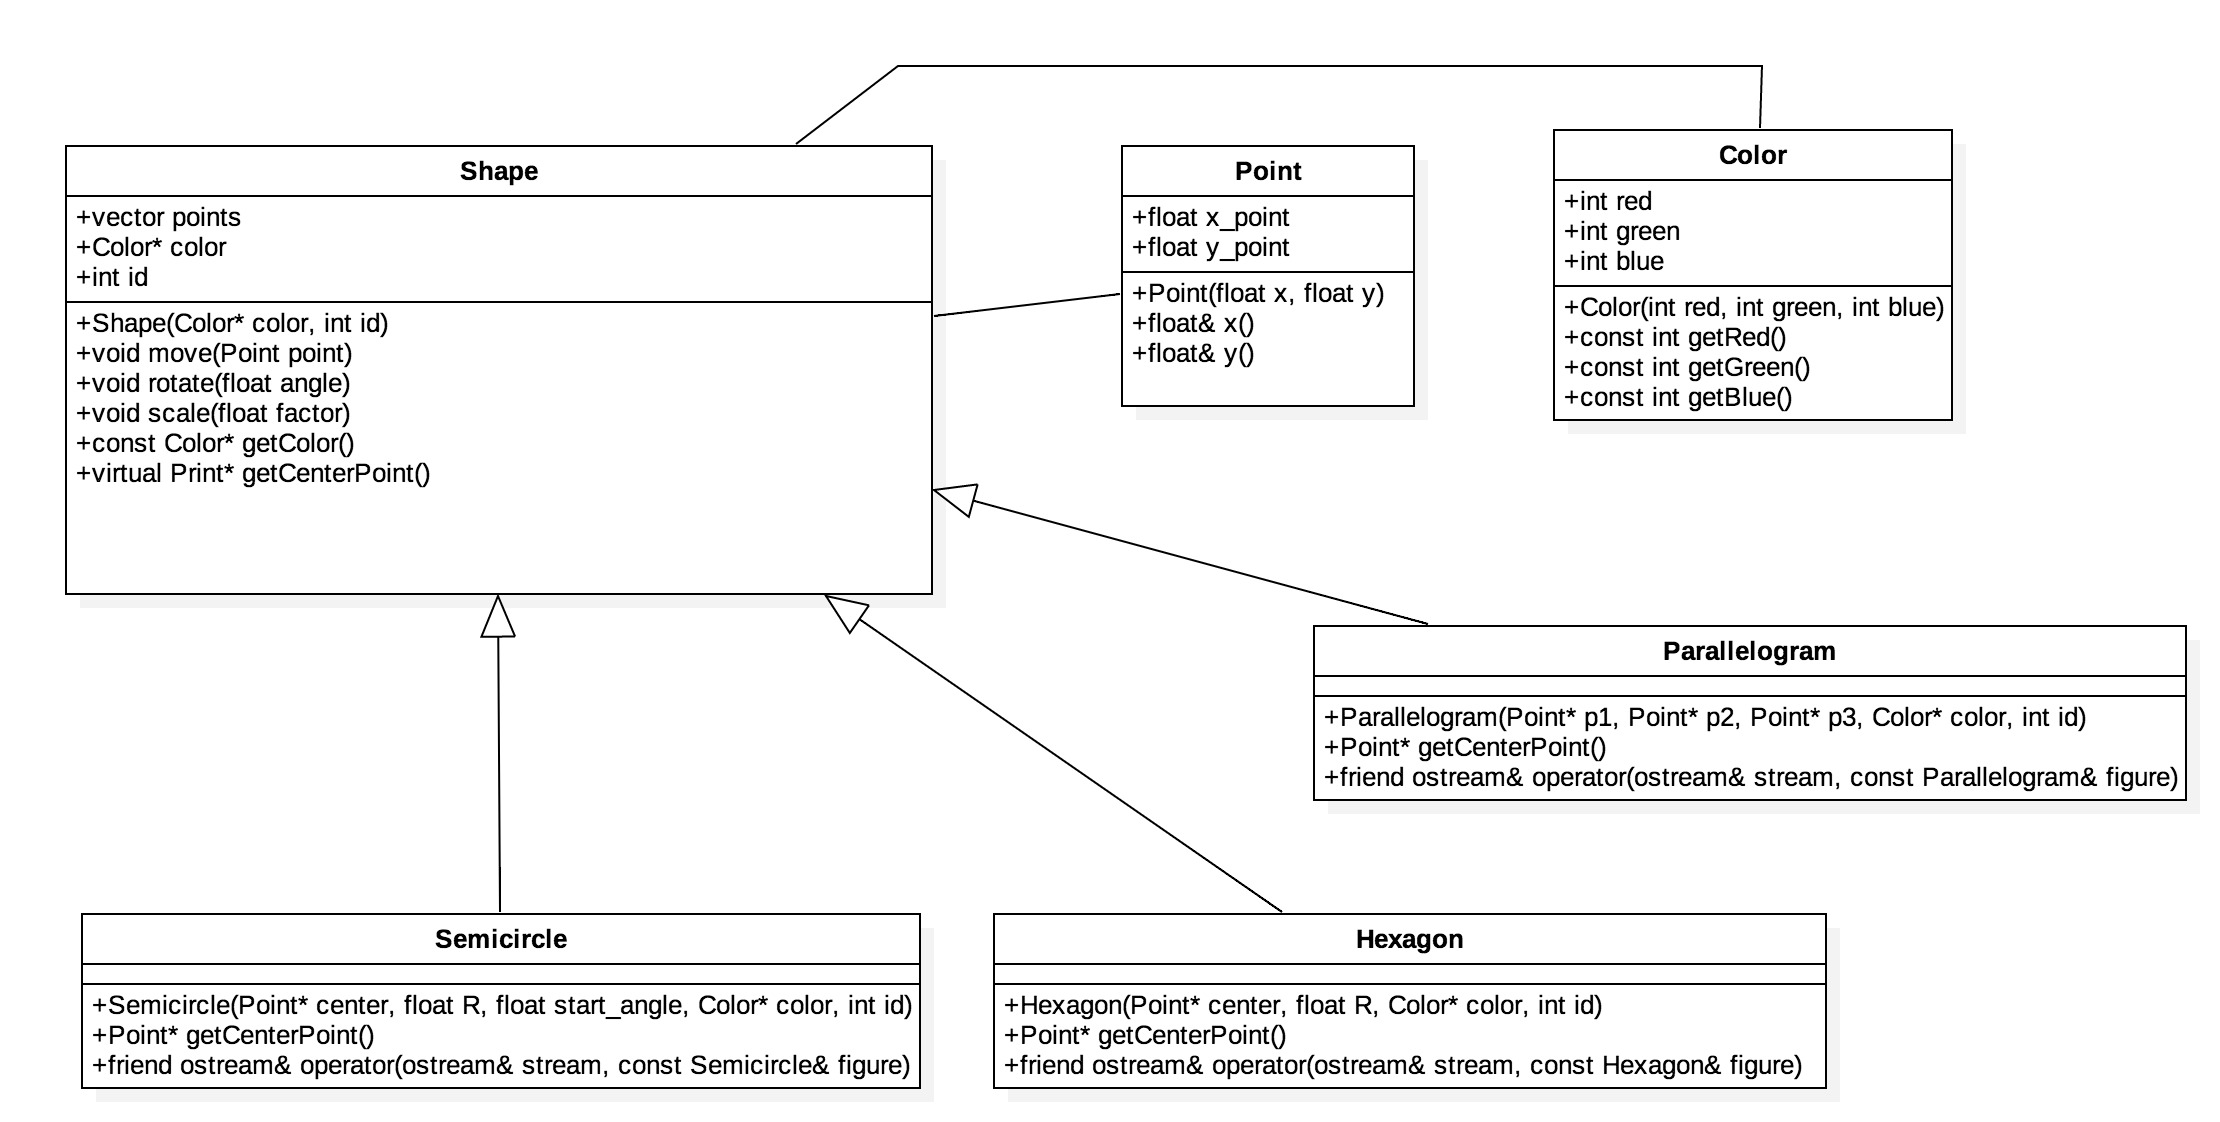 Shape
+vector points
+Color* color
+int id
+Shape(Color* color, int id)
+void move(Point point)
+void rotate(float angle)
+void scale(float factor)
+const Color* getColor()
+virtual Print* getCenterPoint()
Point
+float x_point
+float y_point
+Point(float x, float y)
+float& x()
+float& y()
Color
+int red
+int green
+int blue
+Color(int red, int green, int blue)
+const int getRed()
+const int getGreen()
+const int getBlue()
Parallelogram
+Parallelogram(Point* p1, Point* p2, Point* p3, Color* color, int id)
+Point* getCenterPoint()
+friend ostream& operator(ostream& stream, const Parallelogram& figure)
Semicircle
+Semicircle(Point* center, float R, float start_angle, Color* color, int id)
+Point* getCenterPoint()
+friend ostream& operator(ostream& stream, const Semicircle& figure)
Hexagon
+Hexagon(Point* center, float R, Color* color, int id)
+Point* getCenterPoint()
+friend ostream& operator(ostream& stream, const Hexagon& figure)